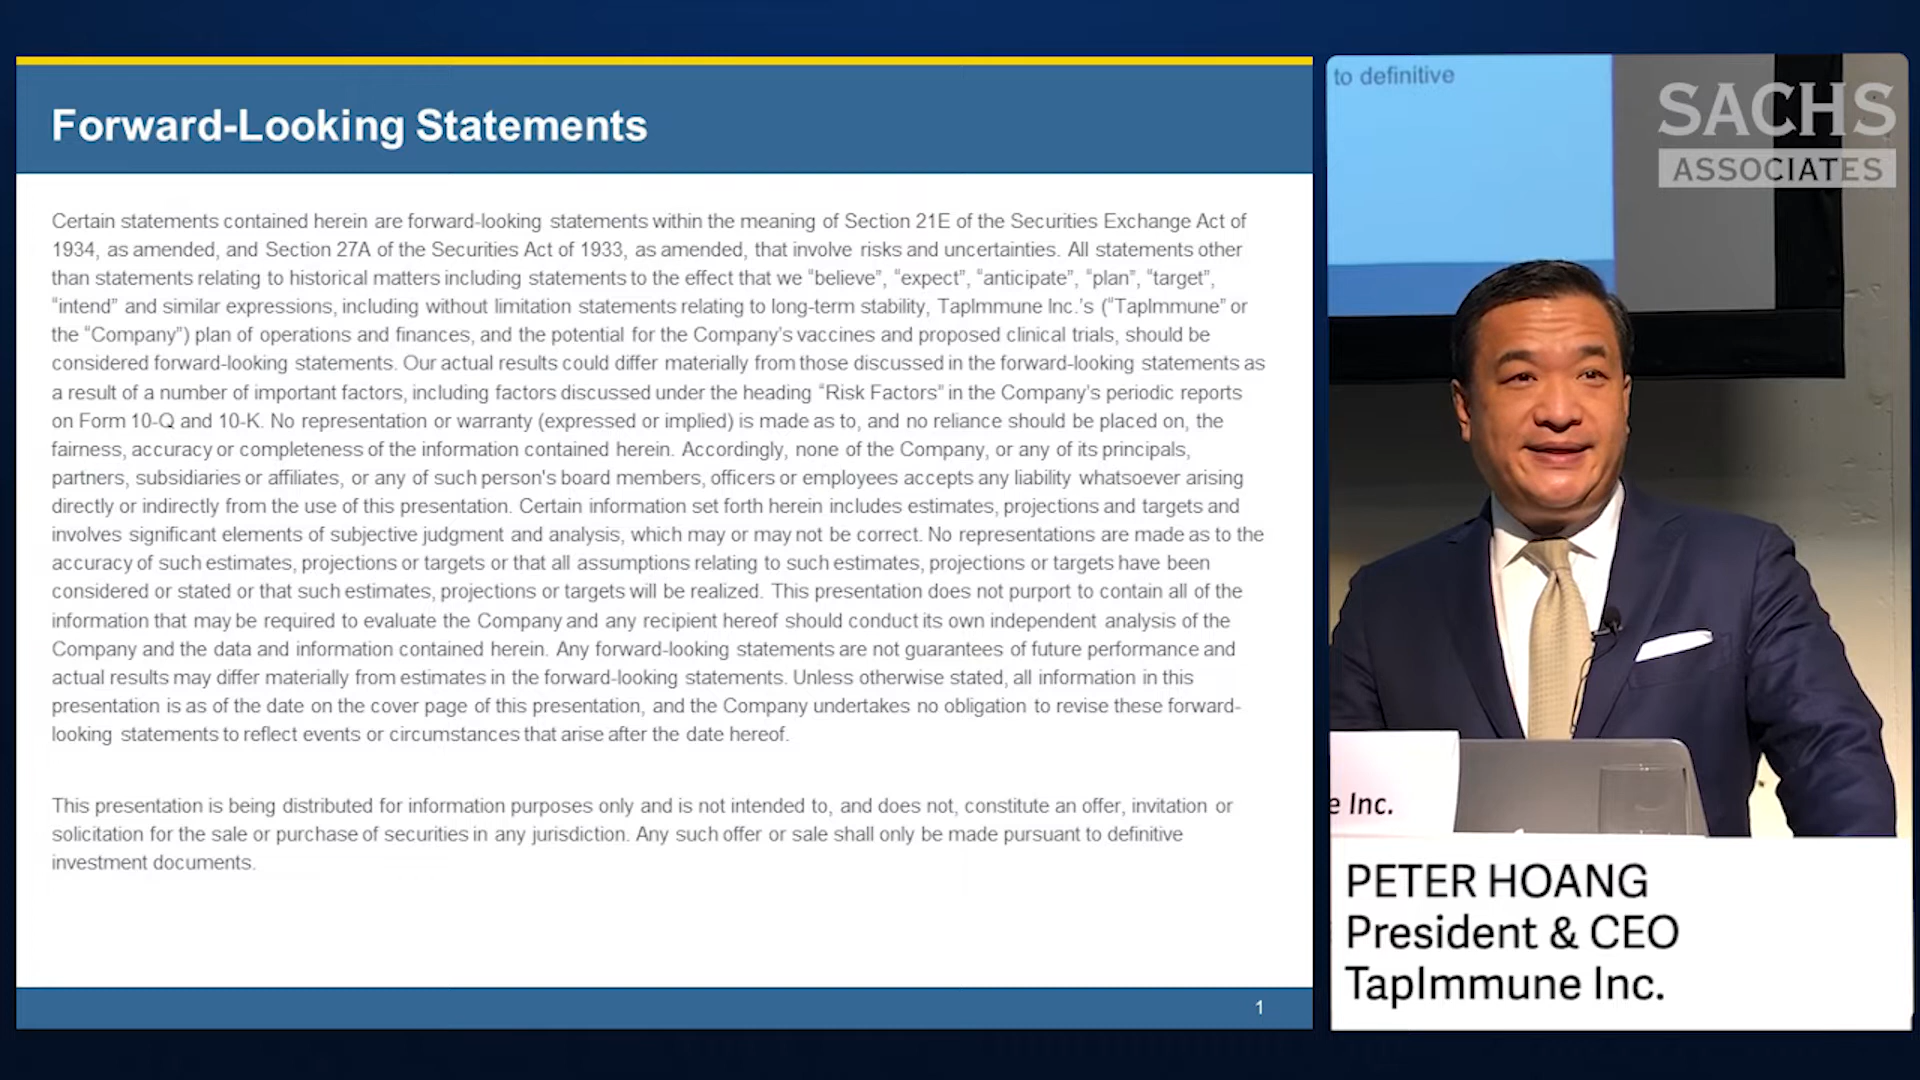 Forward-Looking Statements
Certain statements contained herein are forward-looking statements within the meaning of Section 21E of the Securities Exchange Act of
1934, as amended, and Section 27A of the Securities Act of 1933, as amended, that involve risks and uncertainties. All statements other
than statements relating to historical matters including statements to the effect that we “believe”, “expect”, “anticipate”, “plan”, “target”,
“intend” and similar expressions, including without limitation statements relating to long-term stability, TapImmune Inc.’s (“TapImmune” or
the “Company”) plan of operations and finances, and the potential for the Company’s vaccines and proposed clinical trials, should be
considered forward-looking statements. Our actual results could differ materially from those discussed in the forward-looking statements as
a result of a number of important factors, including factors discussed under the heading “Risk Factors” in the Company’s periodic reports
on Form 10-Q and 10-K. No representation or warranty (expressed or implied) is made as to, and no reliance should be placed on, the
fairness, accuracy or completeness of the information contained herein. Accordingly, none of the Company, or any of its principals,
partners, subsidiaries or affiliates, or any of such person's board members, officers or employees accepts any liability whatsoever arising
directly or indirectly from the use of this presentation. Certain information set forth herein includes estimates, projections and targets and
involves significant elements of subjective judgment and analysis, which may or may not be correct. No representations are made as to the
accuracy of such estimates, projections or targets or that all assumptions relating to such estimates, projections or targets have been
considered or stated or that such estimates, projections or targets will be realized. This presentation does not purport to contain all of the
information that may be required to evaluate the Company and any recipient hereof should conduct its own independent analysis of the
Company and the data and information contained herein. Any forward-looking statements are not guarantees of future performance and
actual results may differ materially from estimates in the forward-looking statements. Unless otherwise stated, all information in this
presentation is as of the date on the cover page of this presentation, and the Company undertakes no obligation to revise these forward-
looking statements to reflect events or circumstances that arise after the date hereof.
This presentation is being distributed for information purposes only and is not intended to, and does not, constitute an offer, invitation or
solicitation for the sale or purchase of securities in any jurisdiction. Any such offer or sale shall only be made pursuant to definitive
investment documents.
1
to definitive
SACHS
ASSOCIATES
e Inc.
PETER HOANG
President & CEO
TapImmune Inc.